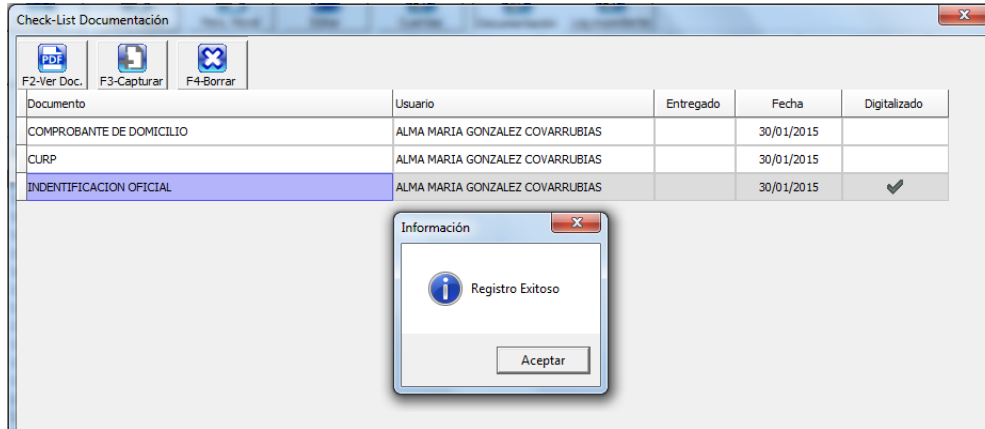 Check-List Documentación
F2-Ver Doc. F3-Capturar F4-Borrar
Documento Usuario Entregado Fecha Digitalizado
COMPROBANTE DE DOMICILIO ALMA MARIA GONZALEZ COVARRUBIAS 30/01/2015
CURP ALMA MARIA GONZALEZ COVARRUBIAS 30/01/2015
INDENTIFICACION OFICIAL ALMA MARIA GONZALEZ COVARRUBIAS 30/01/2015
Información
Registro Exitoso
Aceptar